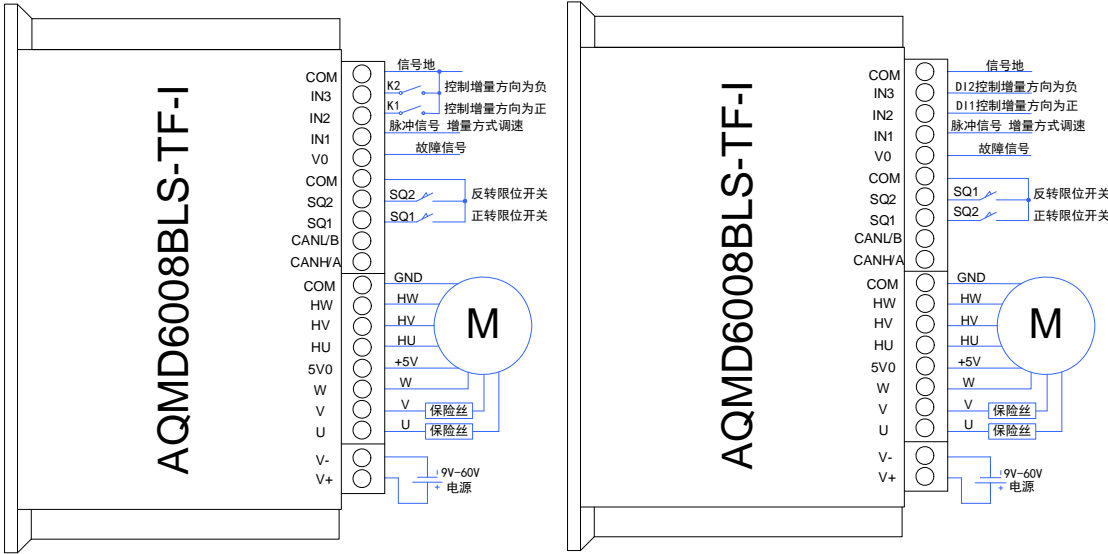 AQMD6008BLS-TF-I
COM 信号地
IN3 K2 控制增量方向为负
IN2 K1 控制增量方向为正
IN1 脉冲信号 增量方式调速
V0 故障信号
COM
SQ2 SQ2 反转限位开关
SQ1 SQ1 正转限位开关
CANL/B
CANH/A
COM GND
HW HW
HV HV
HU HU
5V0 +5V
W W
V V 保险丝
U U 保险丝
M
V- 9V-60V
V+ + 电源
AQMD6008BLS-TF-I
COM 信号地
IN3 DI2控制增量方向为负
IN2 DI1控制增量方向为正
IN1 脉冲信号 增量方式调速
V0 故障信号
COM
SQ2 SQ1 反转限位开关
SQ1 SQ2 正转限位开关
CANL/B
CANH/A
COM GND
HW HW
HV HV
HU HU
5V0 +5V
W W
V V 保险丝
U U 保险丝
M
V- 9V-60V
V+ + 电源